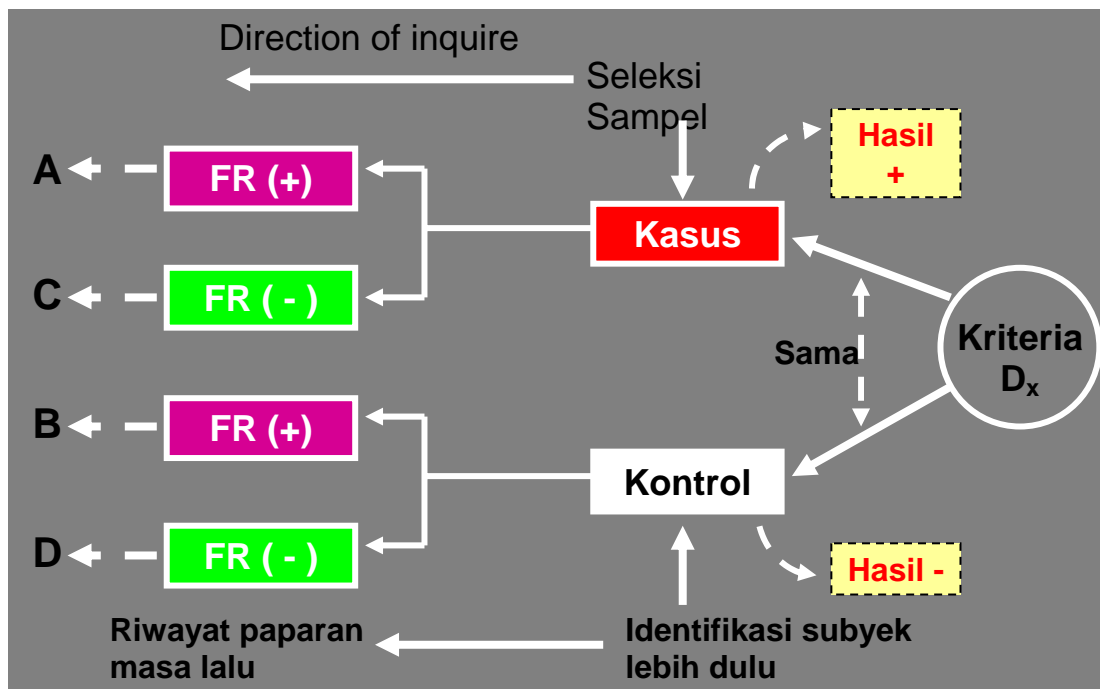 Direction of inquire
Seleksi
Sampel
Hasil
+
A
FR (+)
Kasus
C
FR ( - )
Sama
Kriteria
Dx
B
FR (+)
Kontrol
D
FR ( - )
Hasil -
Riwayat paparan
masa lalu
Identifikasi subyek
lebih dulu